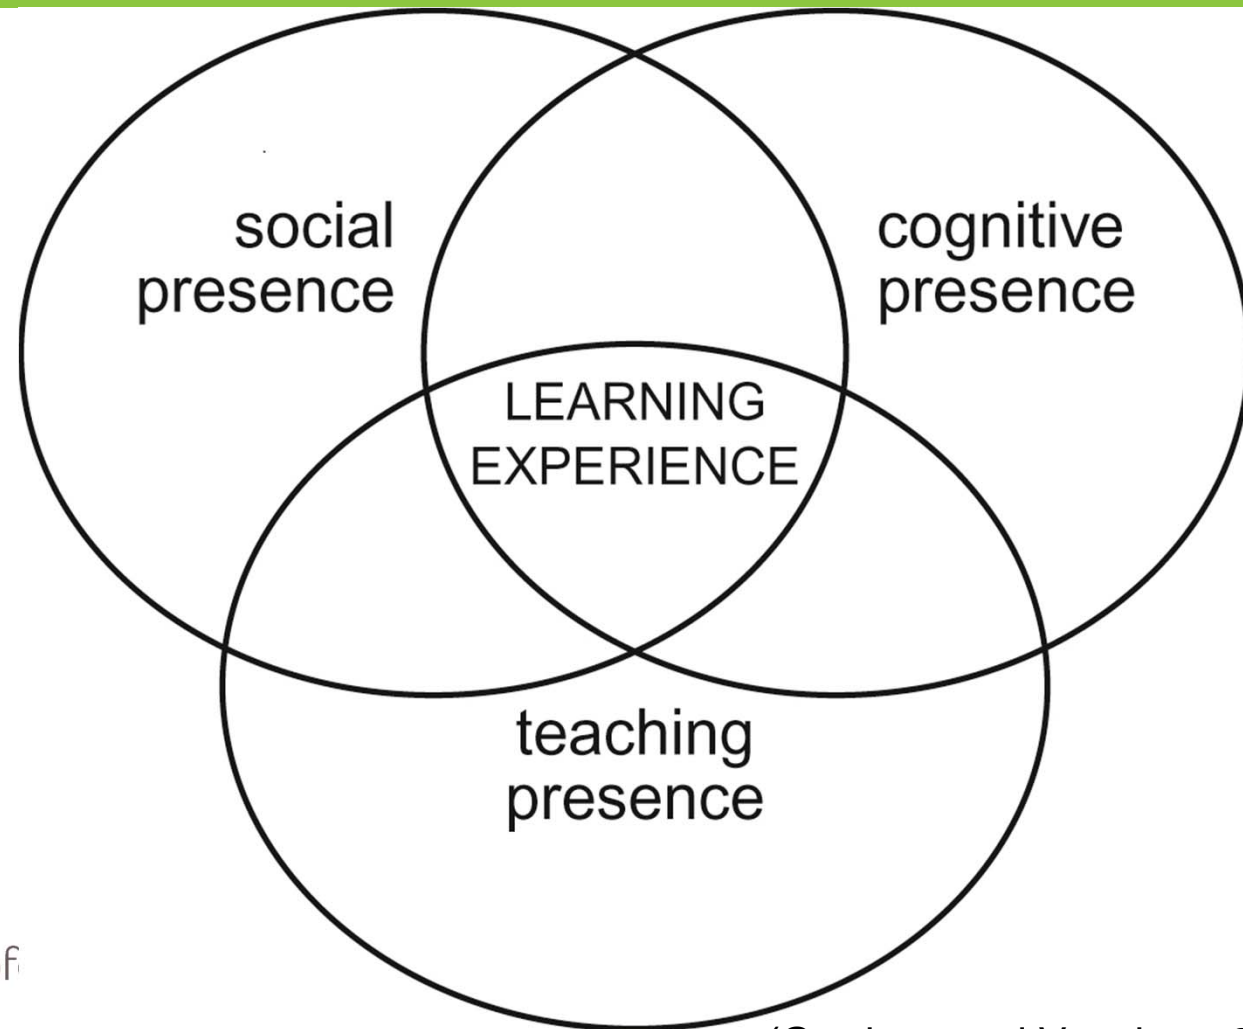 social
presence
cognitive
presence
LEARNING
EXPERIENCE
teaching
presence